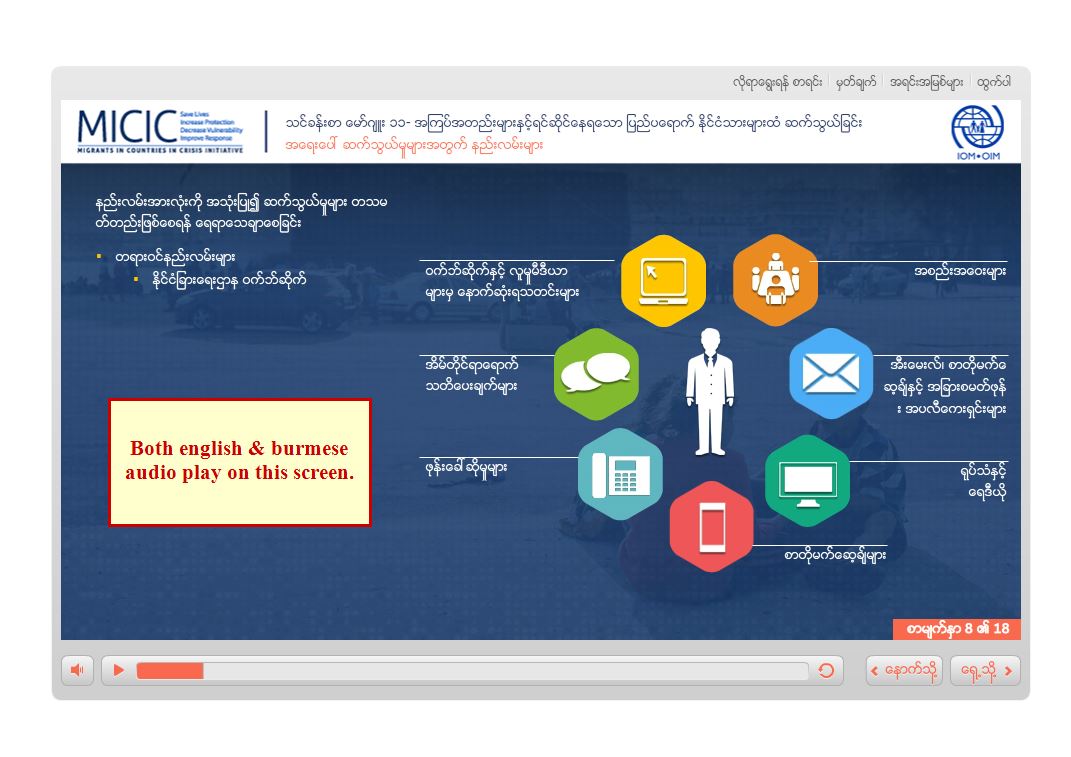 လိုရာရွေးရန် စာရင်း
မှတ်ချက်
အရင်းအမြစ်များ
ထွက်ပါ
MICIC
Save Lives
Increase Protection
Decrease Vulnerability
Improve Response
MIGRANTS IN COUNTRIES IN CRISIS INITIATIVE
သင်ခန်းစာ မော်ဂျူး ၁၁- အကြပ်အတည်းများနှင့်ရင်ဆိုင်နေရသော ပြည်ပရောက် နိုင်ငံသားများထံ ဆက်သွယ်ခြင်း
အရေးပေါ် ဆက်သွယ်မှုများအတွက် နည်းလမ်းများ
IOM•OIM
နည်းလမ်းအားလုံးကို အသုံးပြု၍ ဆက်သွယ်မှုများ တသမ
တ်တည်းဖြစ်စေရန် ရေရာသေချာစေခြင်း
▪ တရားဝင်နည်းလမ်းများ
▪ နိုင်ငံခြားရေးဌာန ဝက်ဘ်ဆိုက်
ဝက်ဘ်ဆိုက်နှင့် လူမှုမီဒီယာ
များမှ နောက်ဆုံးရသတင်းများ
အစည်းအဝေးများ
အိမ်တိုင်ရာရောက်
သတိပေးချက်များ
အီးမေးလ်၊ စာတိုမက်စေ
့ဆ့ချ်နှင့် အခြားစမတ်ဖုန်
း အပလီကေးရှင်းများ
ဖုန်းခေါ်ဆိုမှုများ
ရုပ်သံနှင့်
ရေဒီယို
စာတိုမက်ဆေ့ချ်များ
Both english & burmese
audio play on this screen.
စာမျက်နှာ 8 ၏ 18
နောက်သို့
ရှေ့သို့